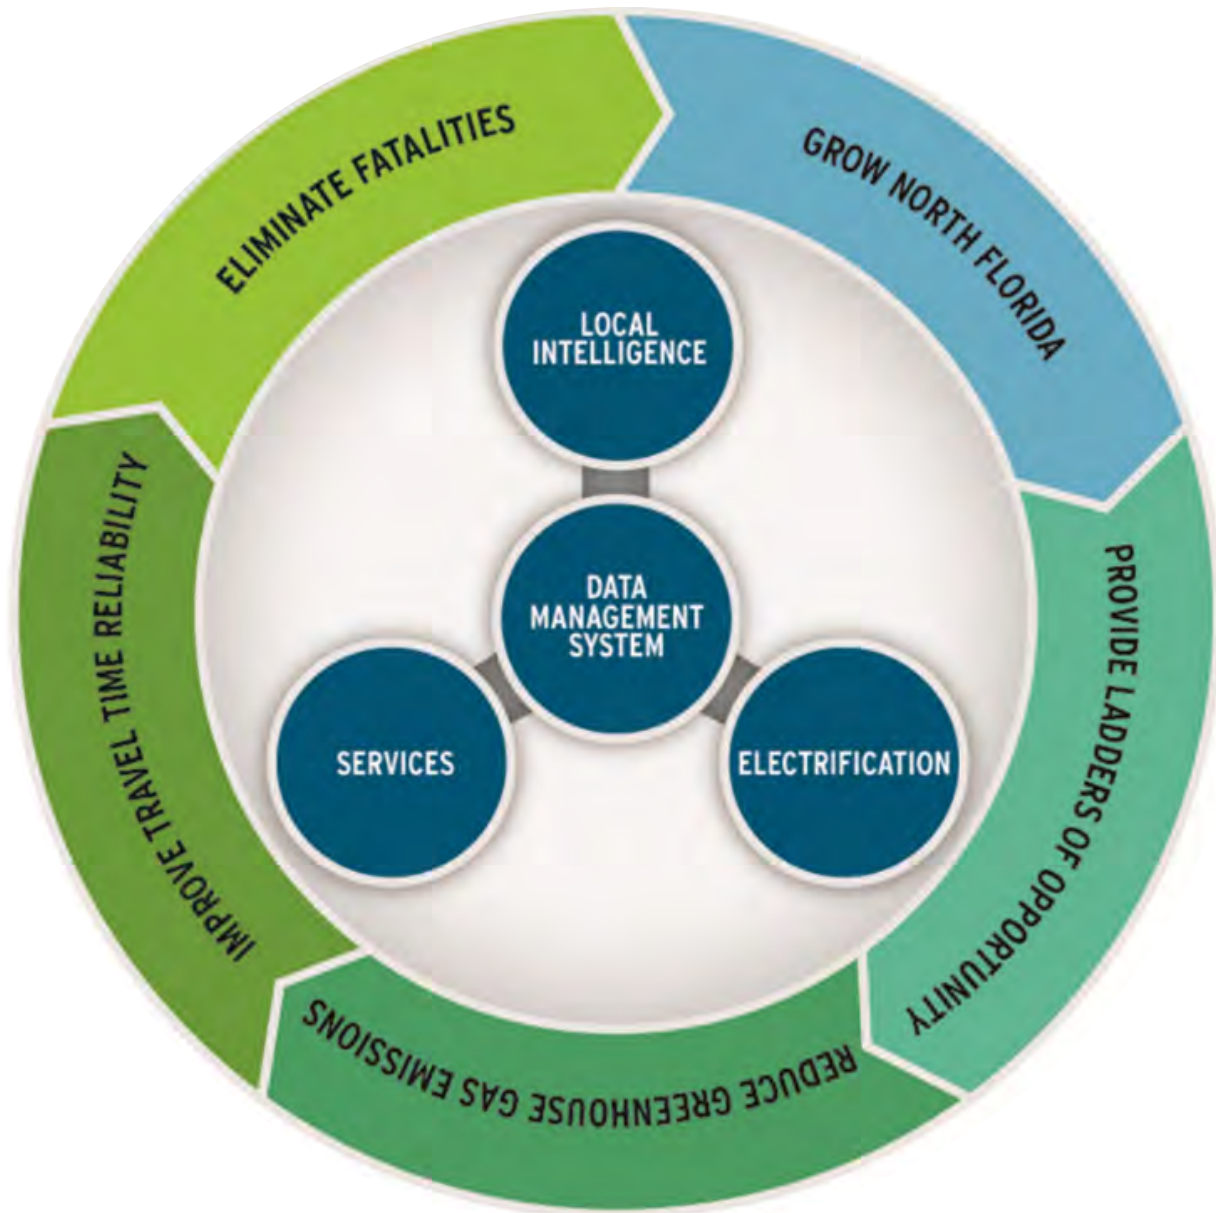 ELIMINATE FATALITIES
GROW NORTH FLORIDA
PROVIDE LADDERS OF OPPORTUNITY
REDUCE GREENHOUSE GAS EMISSIONS
IMPROVE TRAVEL TIME RELIABILITY
LOCAL
INTELLIGENCE
DATA
MANAGEMENT
SYSTEM
SERVICES
ELECTRIFICATION